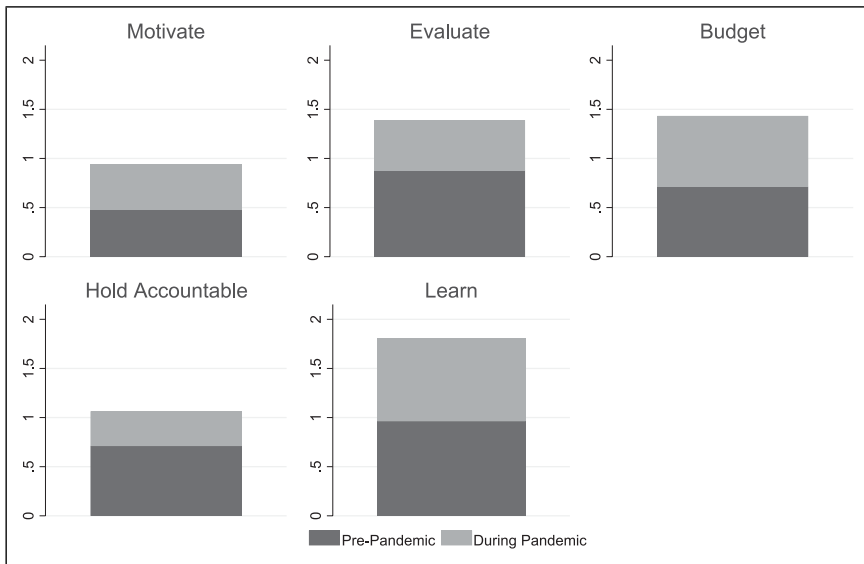 Motivate
0 .5 1 1.5 2
Evaluate
0 .5 1 1.5 2
Budget
0 .5 1 1.5 2
Hold Accountable
0 .5 1 1.5 2
Learn
0 .5 1 1.5 2
Pre-Pandemic During Pandemic